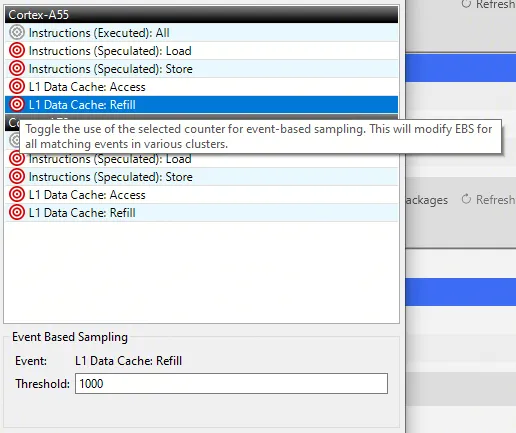 Cortex-A55
Refresh
Instructions (Executed): All
Instructions (Speculated): Load
Instructions (Speculated): Store
L1 Data Cache: Access
L1 Data Cache: Refill
Toggle the use of the selected counter for event-based sampling. This will modify EBS for
all matching events in various clusters.
Instructions (Speculated): Load
Instructions (Speculated): Store
L1 Data Cache: Access
ackages Refresh
L1 Data Cache: Refill
Event Based Sampling
Event: L1 Data Cache: Refill
Threshold: 1000